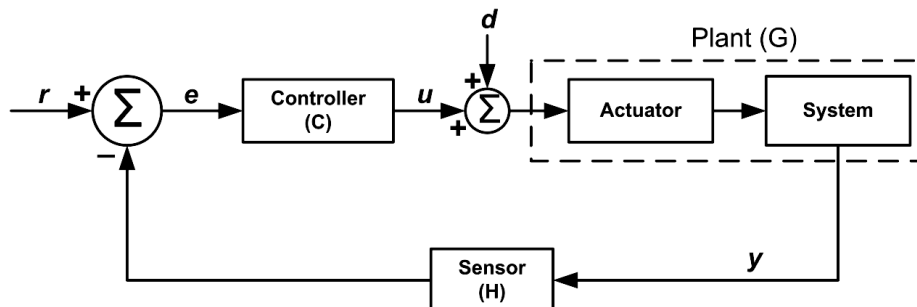 d
Plant (G)
r
+
Σ
−
e
Controller
(C)
u
+
+
Σ
Actuator
System
Sensor
(H)
y